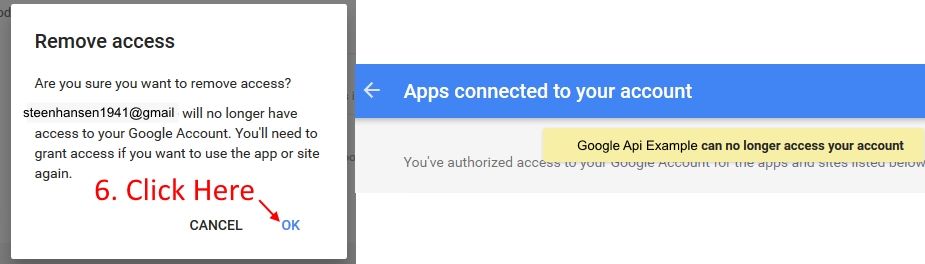 Remove access
Are you sure you want to remove access?
steenhansen1941@gmail will no longer have
access to your Google Account. You'll need to
grant access if you want to use the app or site
again.
6. Click Here
CANCEL
OK
Apps connected to your account
Google Api Example can no longer access your account
You've authorized access to your Google Account for the apps and sites listed below